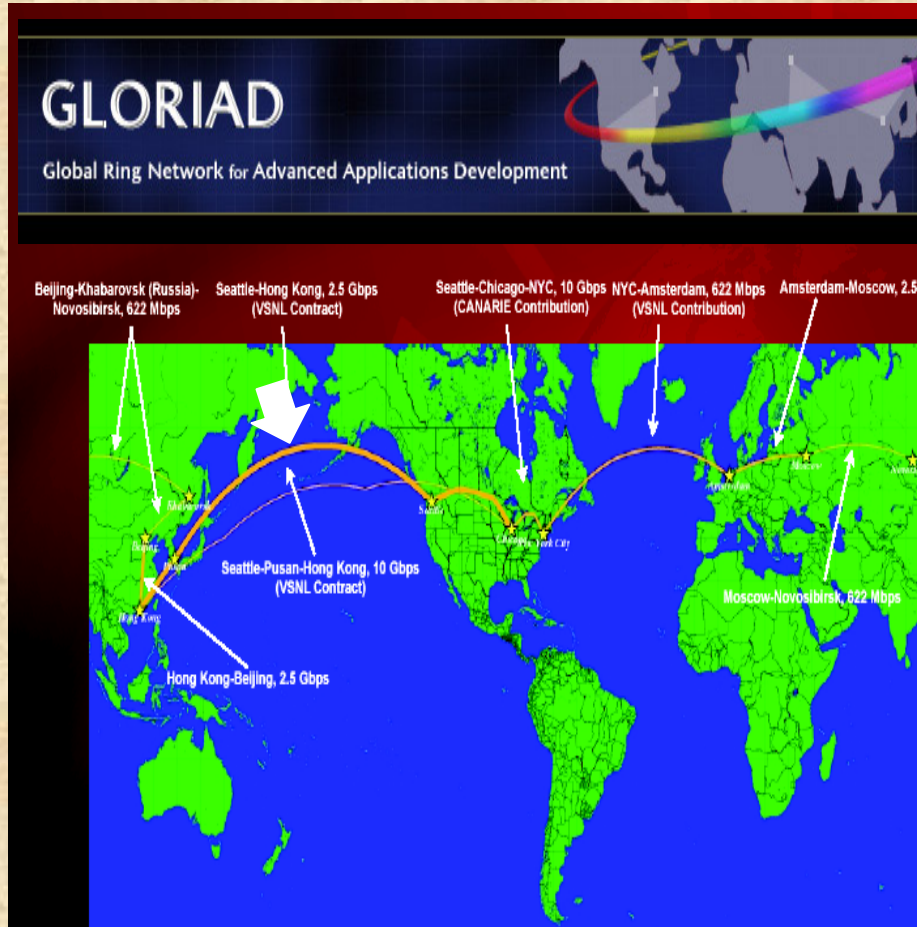 GLORIAD
Global Ring Network for Advanced Applications Development
Beijing-Khabarovsk (Russia)-
Novosibirsk, 622 Mbps
Seattle-Hong Kong, 2.5 Gbps
(VSNL Contract)
Seattle-Chicago-NYC, 10 Gbps
(CANARIE Contribution)
NYC-Amsterdam, 622 Mbps
(VSNL Contribution)
Amsterdam-Moscow, 2.5
Khabarovsk
Beijing
Pusan
Hong Kong
Seattle
Chicago
York City
Amsterdam
Moscow
Seattle-Pusan-Hong Kong, 10 Gbps
(VSNL Contract)
Moscow-Novosibirsk, 622 Mbps
Hong Kong-Beijing, 2.5 Gbps